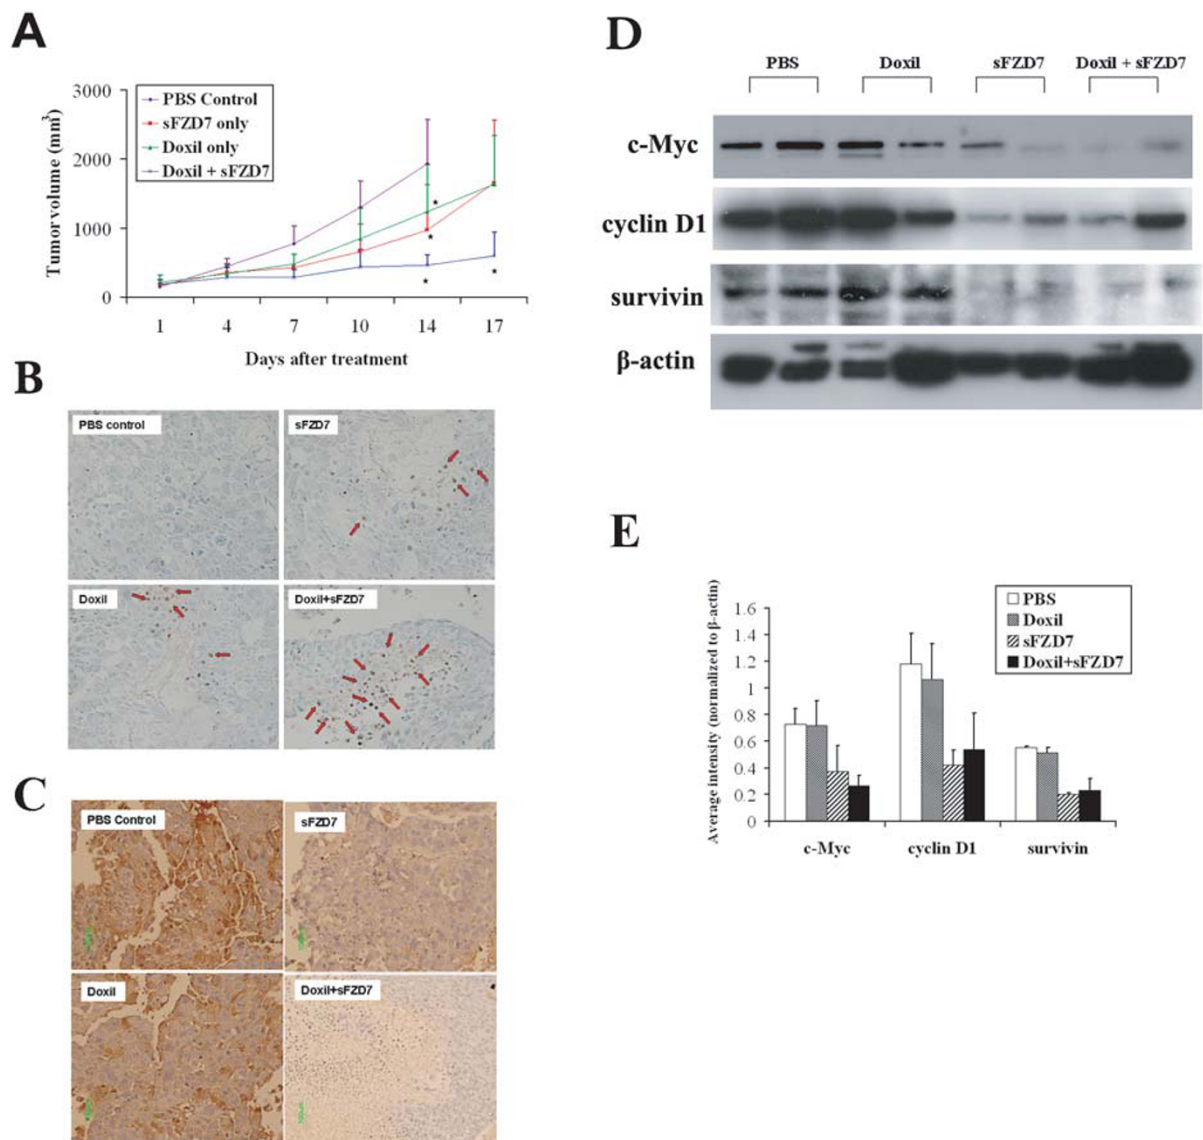 A
Tumor volume (mm3)
3000
2000
1000
0
PBS Control
sFZD7 only
Doxil only
Doxil + sFZD7
*
*
*
*
1 4 7 10 14 17
Days after treatment
B
PBS control
sFZD7
Doxil
Doxil+sFZD7
C
PBS Control
sFZD7
Doxil
Doxil+sFZD7
D
PBS Doxil sFZD7 Doxil + sFZD7
c-Myc
cyclin D1
survivin
β-actin
E
Average intensity (normalized to β-actin)
1.6
1.4
1.2
1
0.8
0.6
0.4
0.2
0
PBS
Doxil
sFZD7
Doxil+sFZD7
c-Myc cyclin D1 survivin